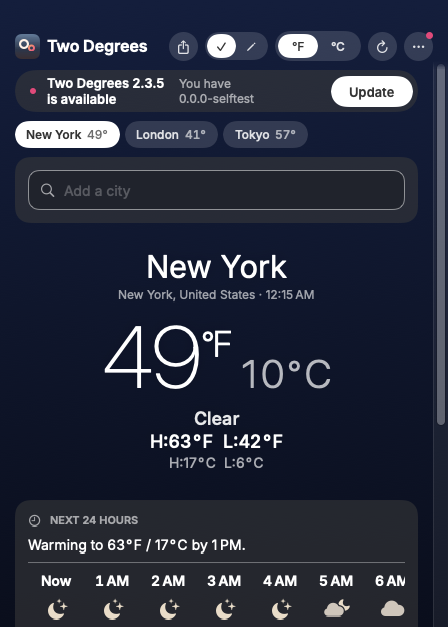 Two Degrees
°F °C
Two Degrees 2.3.5 is available
You have 0.0.0-selftest
Update
New York 49° London 41° Tokyo 57°
Add a city
New York
New York, United States · 12:15 AM
49°F 10°C
Clear
H:63°F L:42°F
H:17°C L:6°C
NEXT 24 HOURS
Warming to 63°F / 17°C by 1 PM.
Now 1 AM 2 AM 3 AM 4 AM 5 AM 6 AM